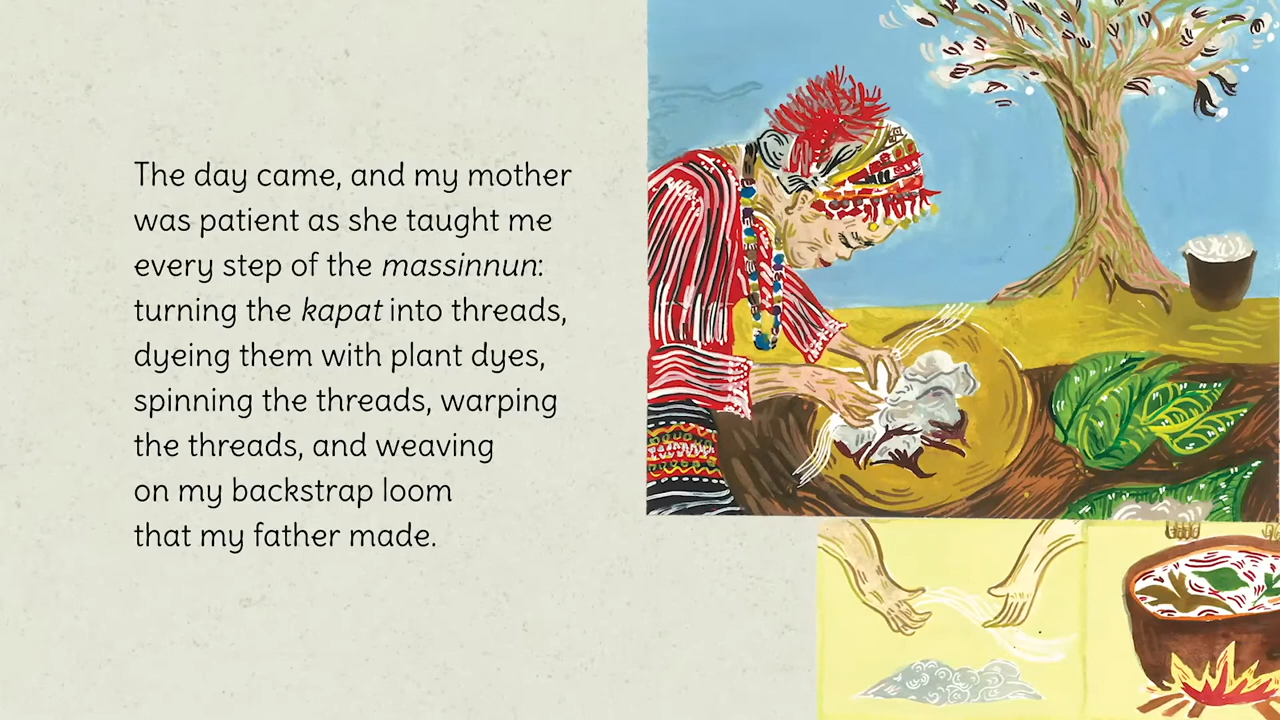 The day came, and my mother
was patient as she taught me
every step of the massinnun:
turning the kapat into threads,
dyeing them with plant dyes,
spinning the threads, warping
the threads, and weaving
on my backstrap loom
that my father made.